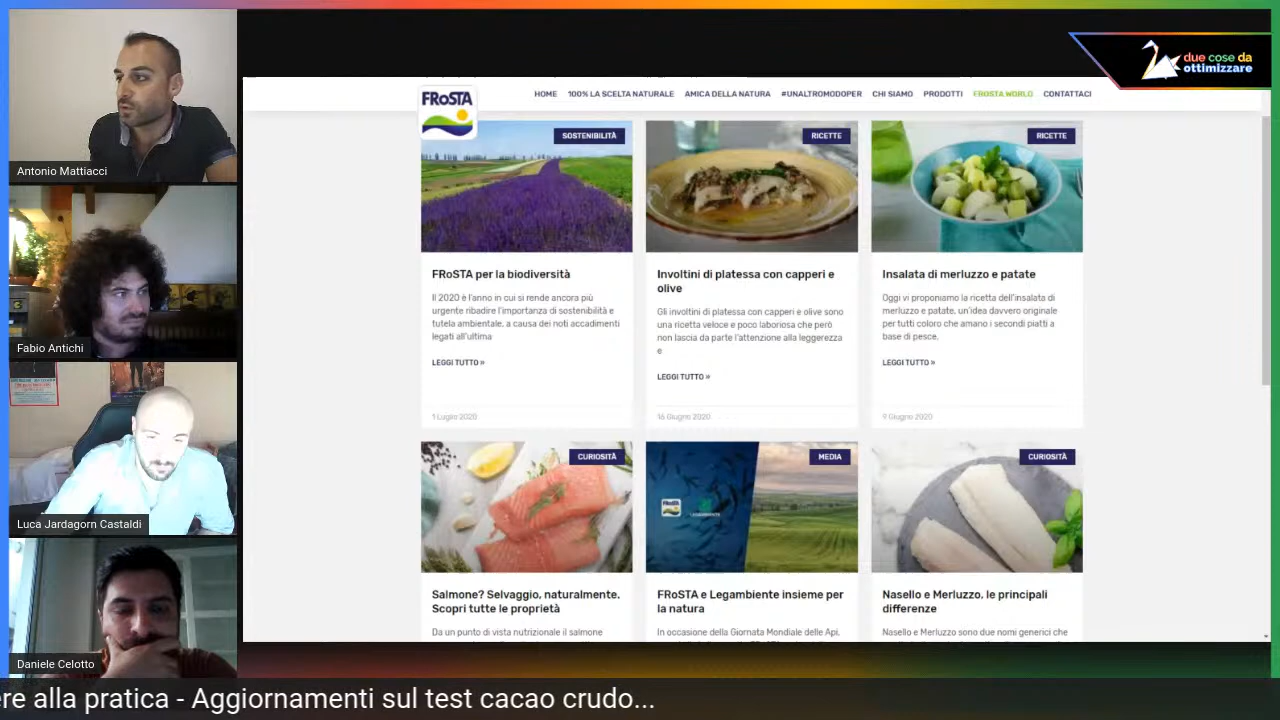 Antonio Mattiacci
Fabio Antichi
Luca Jardagorn Castaldi
Daniele Celotto
due cose da
ottimizzare
FRoSTA
HOME 100% LA SCELTA NATURALE AMICA DELLA NATURA #UNALTROMODOPER CHI SIAMO PRODOTTI FROSTA WORLD CONTATTACI
SOSTENIBILITÀ
FRoSTA per la biodiversità
Il 2020 è l'anno in cui si rende ancora più
urgente ribadire l'importanza di sostenibilità e
tutela ambientale, a causa dei noti accadimenti
legati all'ultima
LEGGI TUTTO »
1 Luglio 2020
RICETTE
Involtini di platessa con capperi e
olive
Gli involtini di platessa con capperi e olive sono
una ricetta veloce e poco laboriosa che però
non lascia da parte l'attenzione alla leggerezza
e
LEGGI TUTTO »
16 Giugno 2020
RICETTE
Insalata di merluzzo e patate
Oggi vi proponiamo la ricetta dell'insalata di
merluzzo e patate, un'idea davvero originale
per tutti coloro che amano i secondi piatti a
base di pesce.
LEGGI TUTTO »
9 Giugno 2020
CURIOSITÀ
Salmone? Selvaggio, naturalmente.
Scopri tutte le proprietà
Da un punto di vista nutrizionale il salmone
MEDIA
FRoSTA
LEGAMBIENTE
FRoSTA e Legambiente insieme per
la natura
In occasione della Giornata Mondiale delle Api,
CURIOSITÀ
Nasello e Merluzzo, le principali
differenze
Nasello e Merluzzo sono due nomi generici che
ere alla pratica - Aggiornamenti sul test cacao crudo...